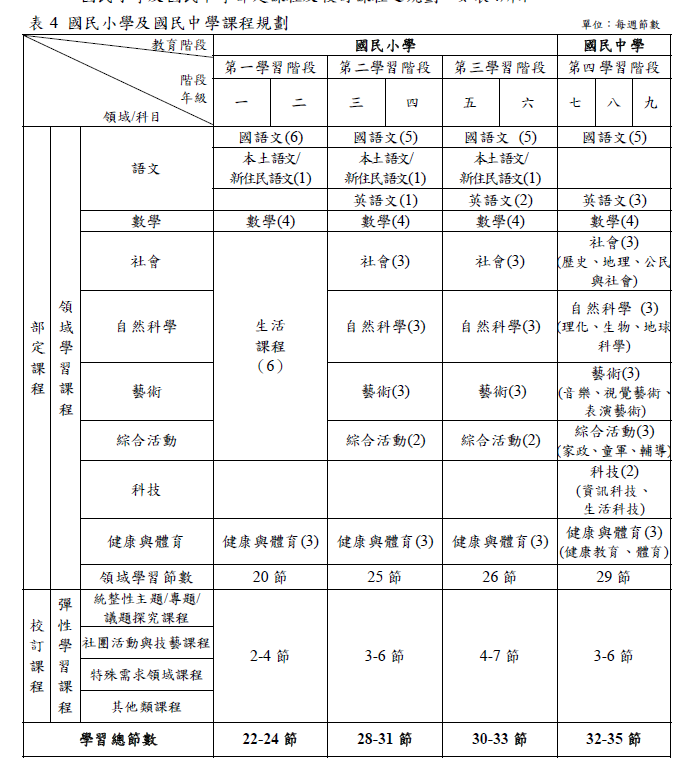 表 4 國民小學及國民中學課程規劃
單位：每週節數
教育階段
國民小學
國民中學
階段
年級
領域/科目
第一學習階段
第二學習階段
第三學習階段
第四學習階段
一
二
三
四
五
六
七
八
九
部定課程
領域學習課程
語文
國語文(6)
國語文(5)
國語文 (5)
國語文(5)
本土語文/
新住民語文(1)
本土語文/
新住民語文(1)
本土語文/
新住民語文(1)
英語文(1)
英語文(2)
英語文(3)
數學
數學(4)
數學(4)
數學(4)
數學(4)
社會
生活
課程
（6）
社會(3)
社會(3)
社會(3)
(歷史、地理、公民
與社會)
自然科學
自然科學(3)
自然科學(3)
自然科學 (3)
(理化、生物、地球
科學)
藝術
藝術(3)
藝術(3)
藝術(3)
(音樂、視覺藝術、
表演藝術)
綜合活動
綜合活動(2)
綜合活動(2)
綜合活動(3)
(家政、童軍、輔導)
科技
科技(2)
(資訊科技、
生活科技)
健康與體育
健康與體育(3)
健康與體育(3)
健康與體育(3)
健康與體育(3)
(健康教育、體育)
領域學習節數
20 節
25 節
26 節
29 節
校訂課程
彈性學習課程
統整性主題/專題/
議題探究課程
社團活動與技藝課程
特殊需求領域課程
其他類課程
2-4 節
3-6 節
4-7 節
3-6 節
學習總節數
22-24 節
28-31 節
30-33 節
32-35 節